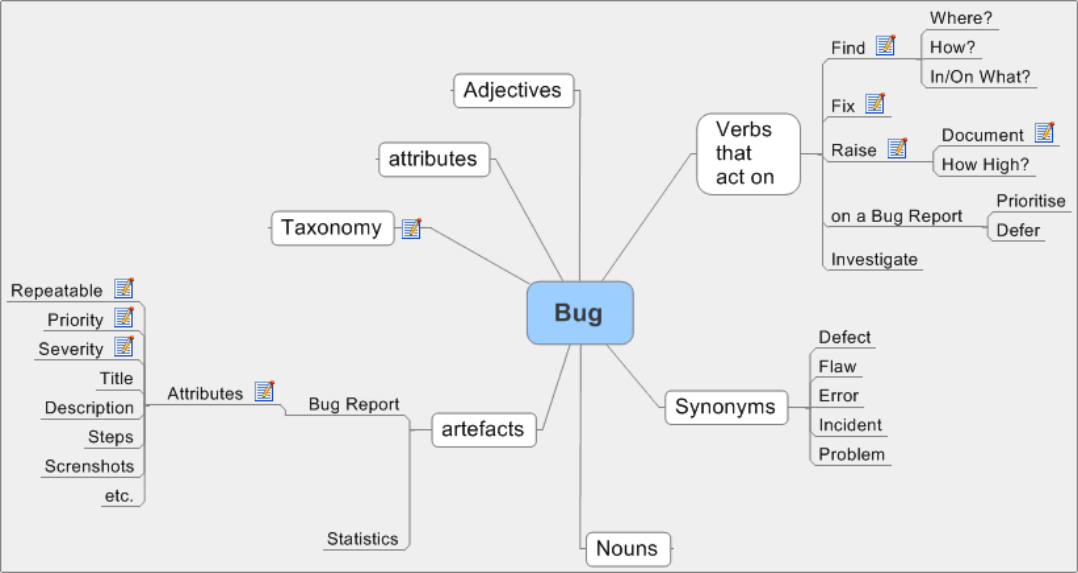 Where?
Find
How?
In/On What?
Adjectives
Fix
Verbs
that
act on
Document
Raise
How High?
attributes
Prioritise
on a Bug Report
Defer
Taxonomy
Investigate
Repeatable
Bug
Priority
Defect
Severity
Flaw
Title
Attributes
Error
Description
Bug Report
Synonyms
Incident
Steps
artefacts
Problem
Screnshots
etc.
Statistics
Nouns